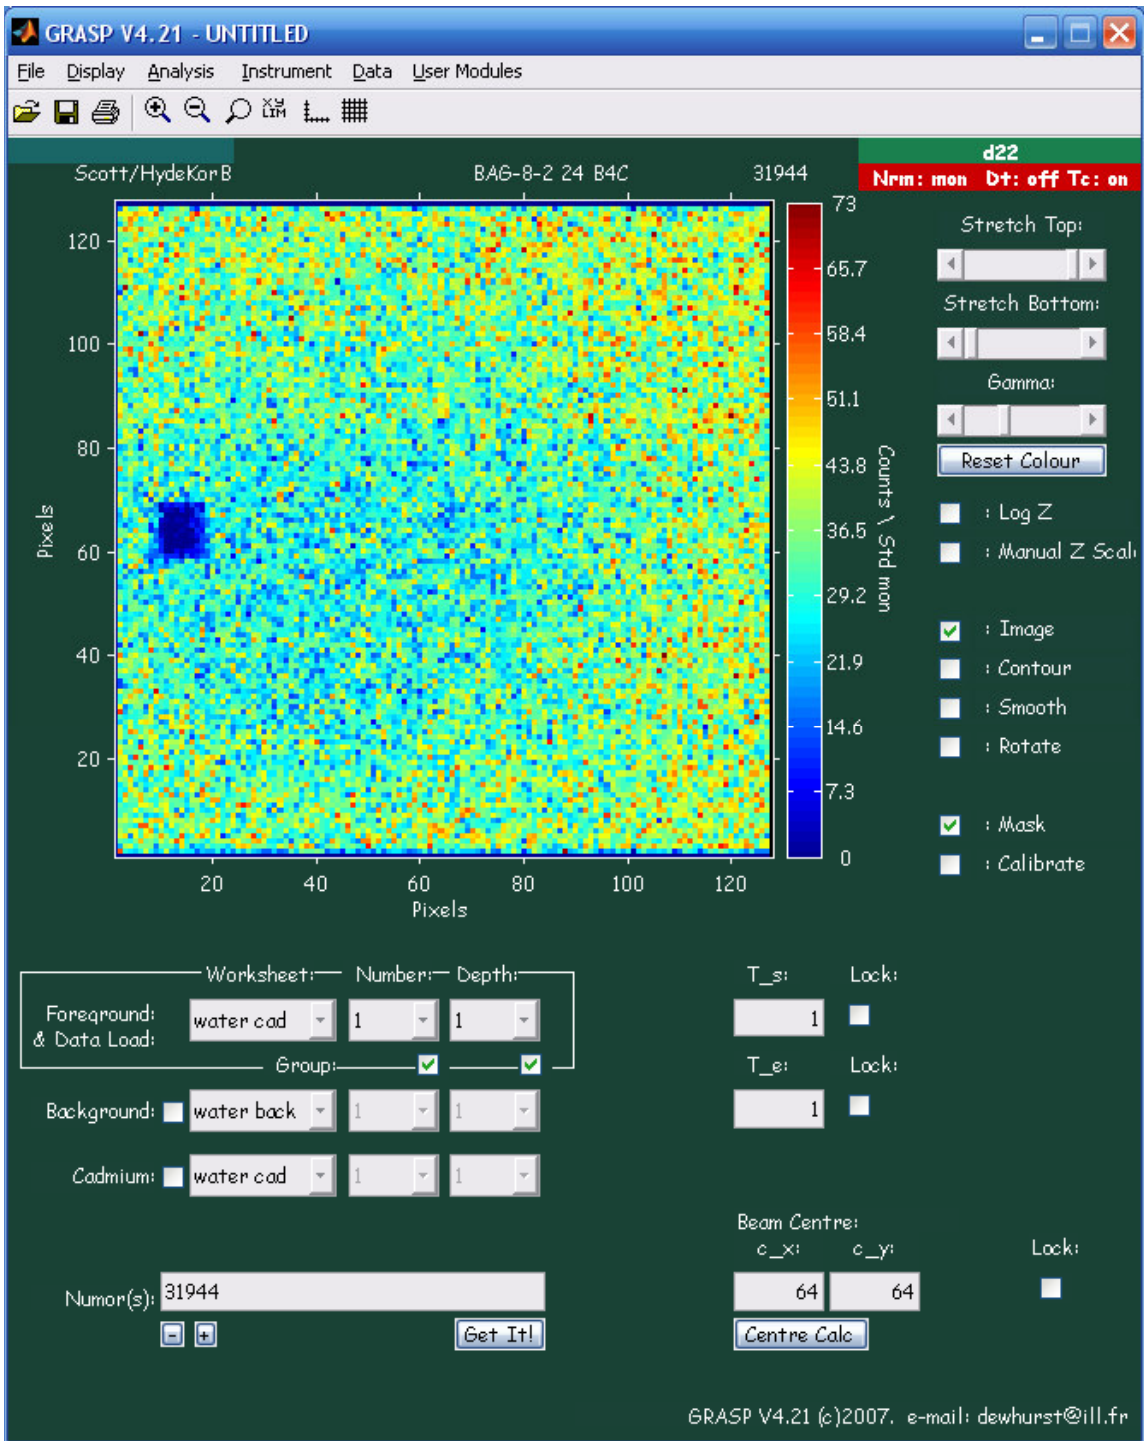 GRASP V4.21 - UNTITLED
File Display Analysis Instrument Data User Modules
XY LIM
d22
Scott/HydeKorB BAG-8-2 24 B4C 31944
Nrm: mon Dt: off Tc: on
73
65.7
58.4
51.1
43.8
36.5
29.2
21.9
14.6
7.3
0
Counts \ Std mon
120
100
80
60
40
20
Pixels
20 40 60 80 100 120
Pixels
Stretch Top:
Stretch Bottom:
Gamma:
Reset Colour
: Log Z
: Manual Z Scal
: Image
: Contour
: Smooth
: Rotate
: Mask
: Calibrate
Worksheet: Number: Depth:
Foreground:
& Data Load:
water cad 1 1
Group:
Background: water back 1 1
Cadmium: water cad 1 1
T_s: Lock:
1
T_e: Lock:
1
Beam Centre:
c_x: c_y: Lock:
64 64
Centre Calc
Numor(s): 31944
- + Get It!
GRASP V4.21 (c)2007. e-mail: dewhurst@ill.fr